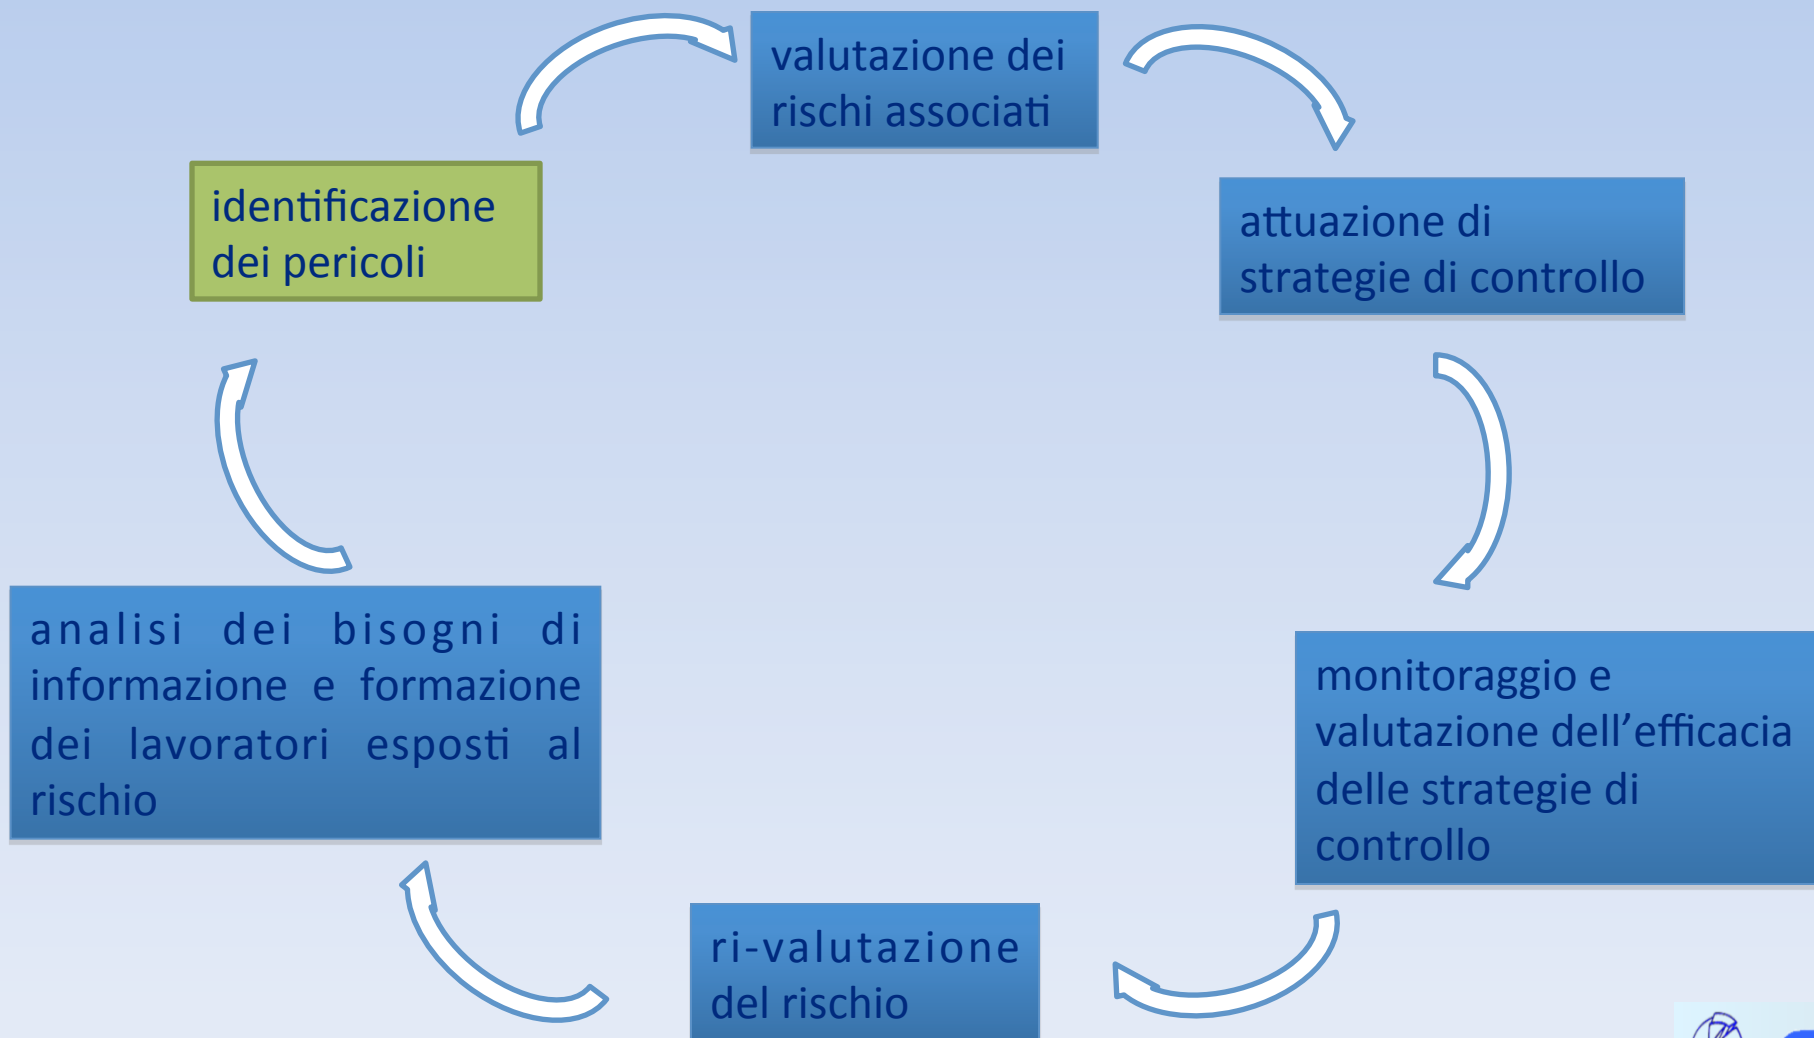 valutazione dei
rischi associati
identificazione
dei pericoli
attuazione di
strategie di controllo
analisi dei bisogni di
informazione e formazione
dei lavoratori esposti al
rischio
monitoraggio e
valutazione dell’efficacia
delle strategie di
controllo
ri-valutazione
del rischio